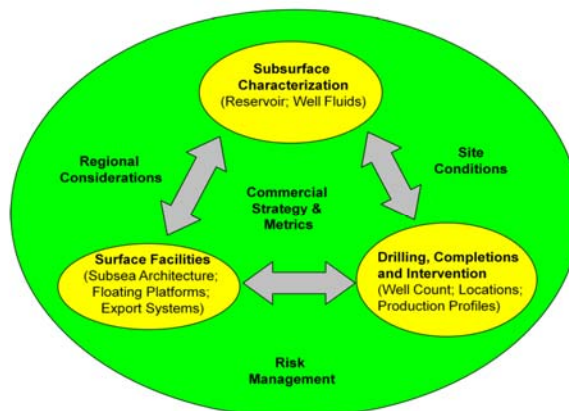 Subsurface
Characterization
(Reservoir; Well Fluids)
Regional
Considerations
Site
Conditions
Commercial
Strategy &
Metrics
Surface Facilities
(Subsea Architecture;
Floating Platforms;
Export Systems)
Drilling, Completions
and Intervention
(Well Count; Locations;
Production Profiles)
Risk
Management